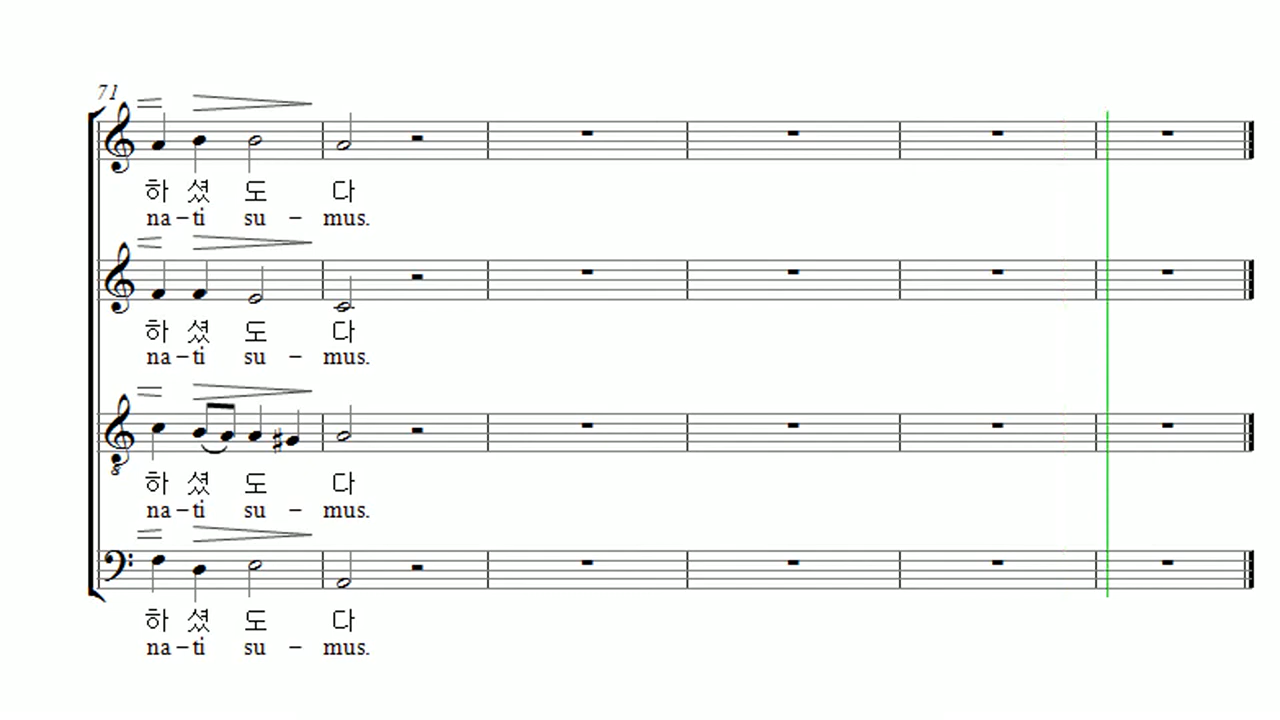 71
하 셨 도 다
na – ti su – mus.
하 셨 도 다
na – ti su – mus.
8
하 셨 도 다
na – ti su – mus.
하 셨 도 다
na – ti su – mus.